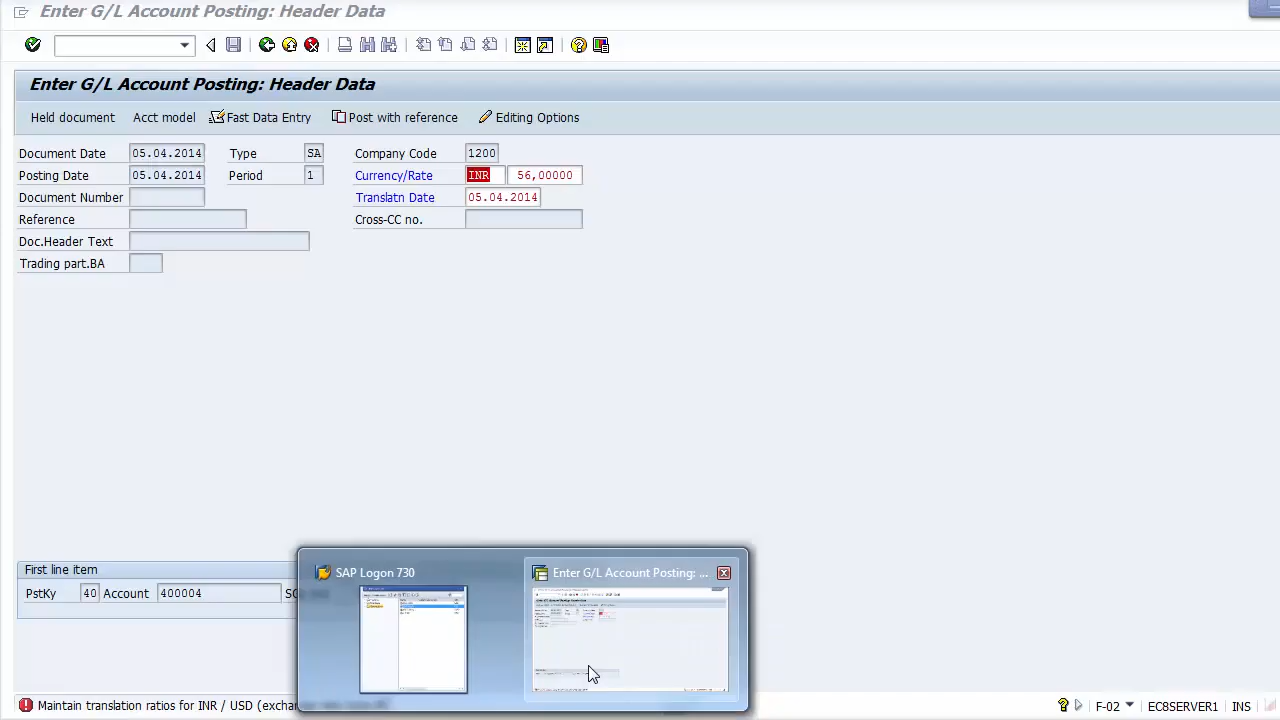 Enter G/L Account Posting: Header Data
Enter G/L Account Posting: Header Data
Held document Acct model Fast Data Entry Post with reference Editing Options
Document Date 05.04.2014 Type SA Company Code 1200
Posting Date 05.04.2014 Period 1 Currency/Rate INR 56,00000
Document Number Translatn Date 05.04.2014
Reference Cross-CC no.
Doc.Header Text
Trading part.BA
First line item
PstKy 40 Account 400004
SAP Logon 730 Enter G/L Account Posting: ...
Maintain translation ratios for INR / USD
F-02 EC8SERVER1 INS